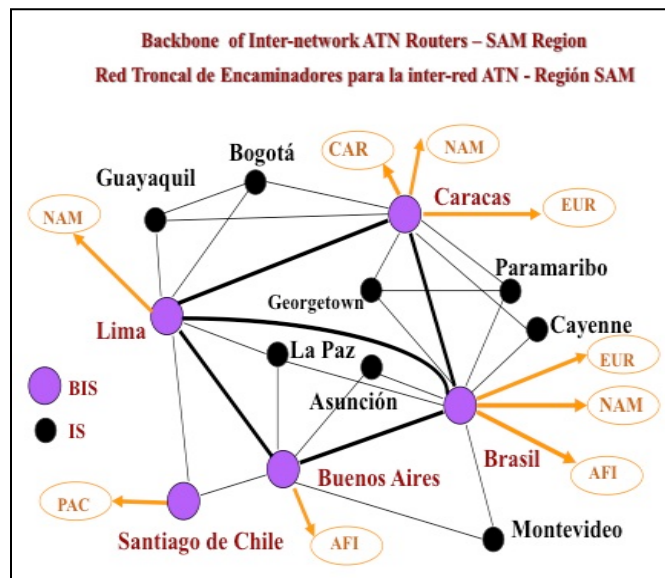 Backbone of Inter-network ATN Routers – SAM Region
Red Troncal de Encaminadores para la inter-red ATN - Región SAM
CAR
NAM
Bogotá
Guayaquil
Caracas
NAM
EUR
Paramaribo
Georgetown
Lima
Cayenne
La Paz
EUR
BIS
Asunción
NAM
IS
Brasil
AFI
Buenos Aires
PAC
Santiago de Chile
AFI
Montevideo